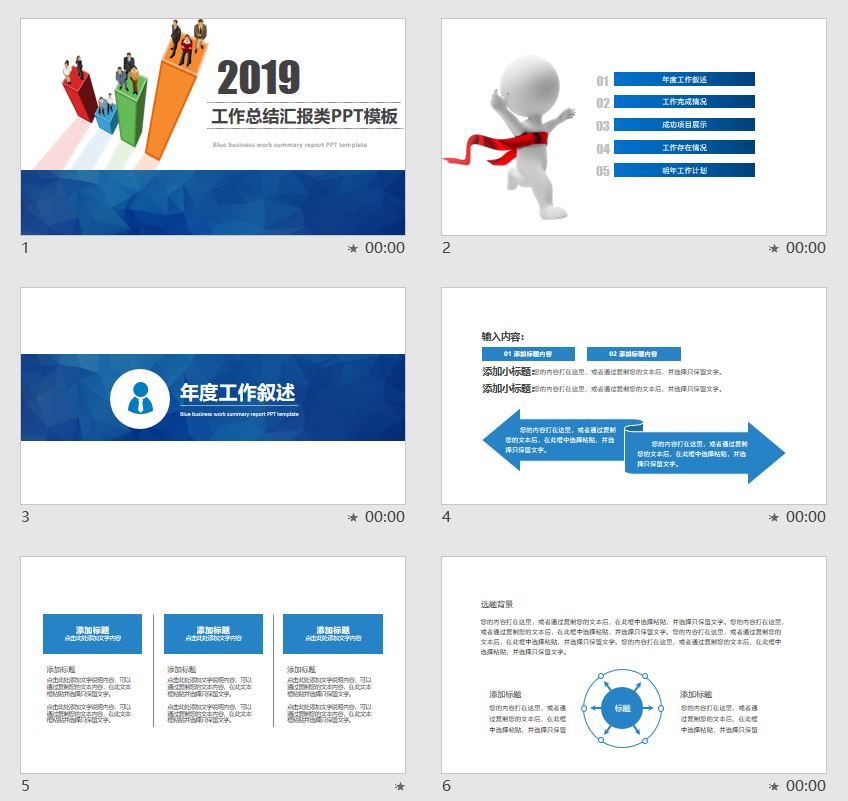 2019
工作总结汇报类PPT模板
Blue business work summary report PPT template
1
00:00
01 年度工作叙述
02 工作完成情况
03 成功项目展示
04 工作存在情况
05 明年工作计划
2
00:00
年度工作叙述
Blue business work summary report PPT template
3
00:00
输入内容：
01 添加标题内容
02 添加标题内容
添加小标题:您的内容打在这里，或者通过复制您的文本后，并选择只保留文字。
添加小标题:您的内容打在这里，或者通过复制您的文本后，并选择只保留文字。
您的内容打在这里，或者通过复制
您的文本后，在此框中选择粘贴，并选
择只保留文字。
您的内容打在这里，或者通过复制
您的文本后，在此框中选择粘贴，并选
择只保留文字。
4
00:00
添加标题
点击此处添加文字内容
添加标题
点击此处添加文字说明内容，可以
通过复制您的文本内容，在此文本
框粘贴并选择只保留文字。
点击此处添加文字说明内容，可以
通过复制您的文本内容，在此文本
框粘贴并选择只保留文字。
添加标题
点击此处添加文字内容
添加标题
点击此处添加文字说明内容，可以
通过复制您的文本内容，在此文本
框粘贴并选择只保留文字。
点击此处添加文字说明内容，可以
通过复制您的文本内容，在此文本
框粘贴并选择只保留文字。
添加标题
点击此处添加文字内容
添加标题
点击此处添加文字说明内容，可以
通过复制您的文本内容，在此文本
框粘贴并选择只保留文字。
点击此处添加文字说明内容，可以
通过复制您的文本内容，在此文本
框粘贴并选择只保留文字。
5
选题背景
您的内容打在这里，或者通过复制您的文本后，在此框中选择粘贴，并选择只保留文字。您的内容打在这里，
或者通过复制您的文本后，在此框中选择粘贴，并选择只保留文字。您的内容打在这里，或者通过复制您的
文本后，在此框中选择粘贴，并选择只保留文字。您的内容打在这里，或者通过复制您的文本后，在此框中
选择粘贴，并选择只保留文字。
添加标题
您的内容打在这里，或者通
过复制您的文本后，在此框
中选择粘贴，并选择只保留
标题
添加标题
您的内容打在这里，或者通
过复制您的文本后，在此框
中选择粘贴，并选择只保留
6
00:00